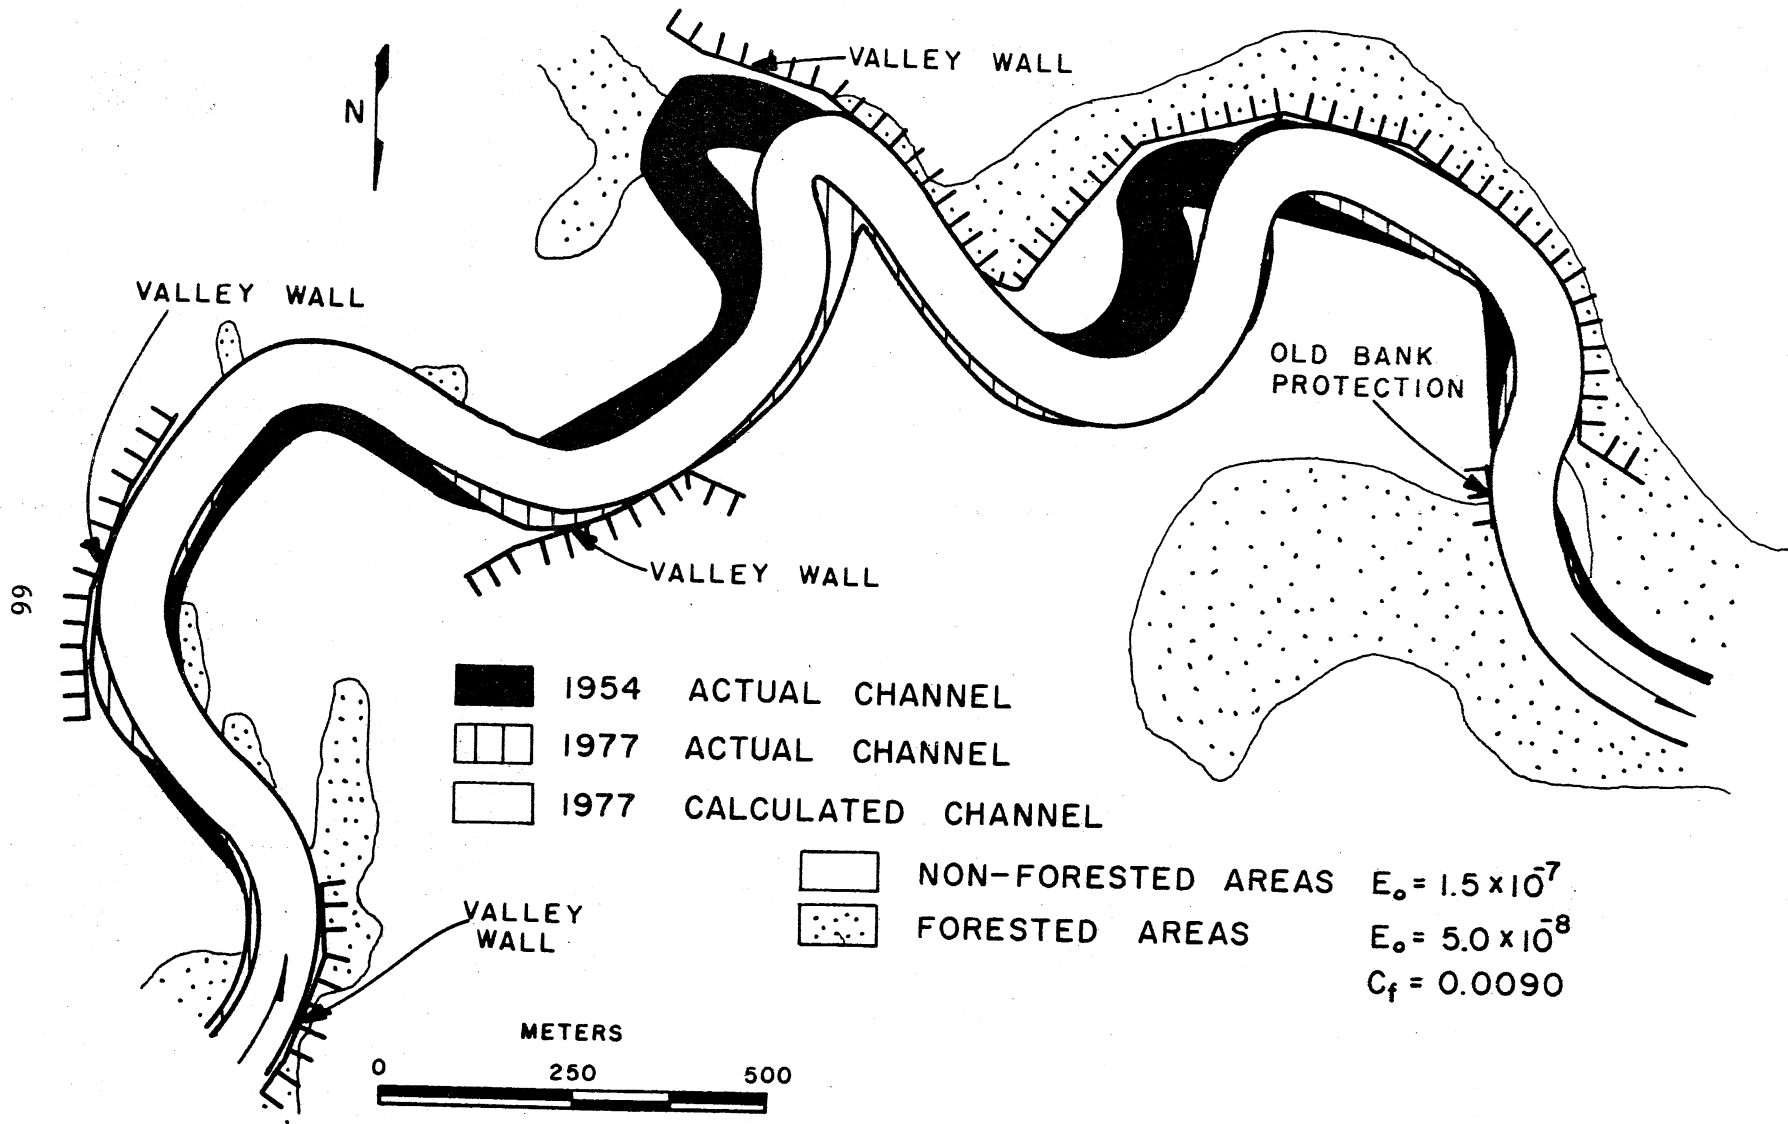 VALLEY WALL
N
VALLEY WALL
OLD BANK
PROTECTION
VALLEY WALL
66
1954 ACTUAL CHANNEL
1977 ACTUAL CHANNEL
1977 CALCULATED CHANNEL
NON-FORESTED AREAS E₀ = 1.5 × 10⁻⁷
FORESTED AREAS E₀ = 5.0 × 10⁻⁸
C_f = 0.0090
VALLEY
WALL
METERS
0 250 500